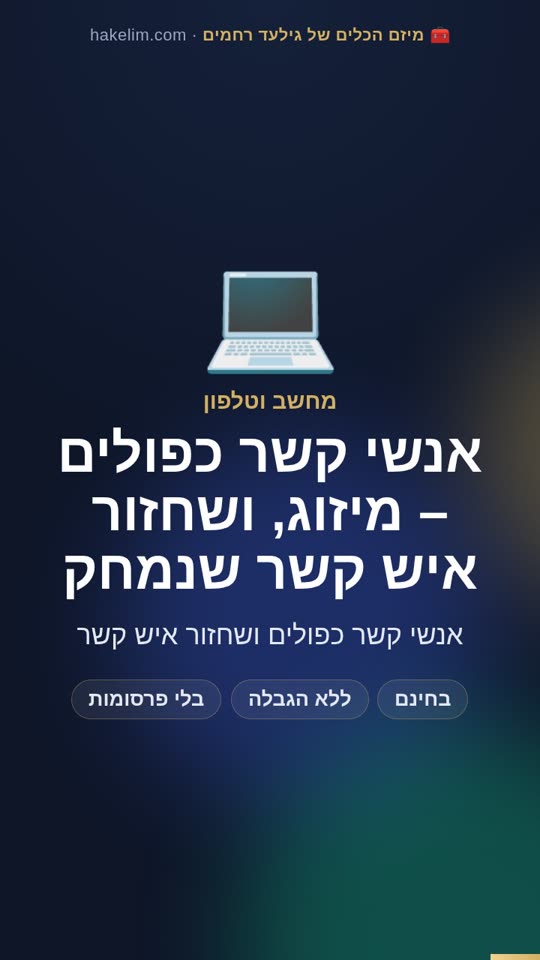 🧰 מיזם הכלים של גילעד רחמים · hakelim.com
מחשב וטלפון
אנשי קשר כפולים
– מיזוג, ושחזור
איש קשר שנמחק
אנשי קשר כפולים ושחזור איש קשר
בחינם
ללא הגבלה
בלי פרסומות